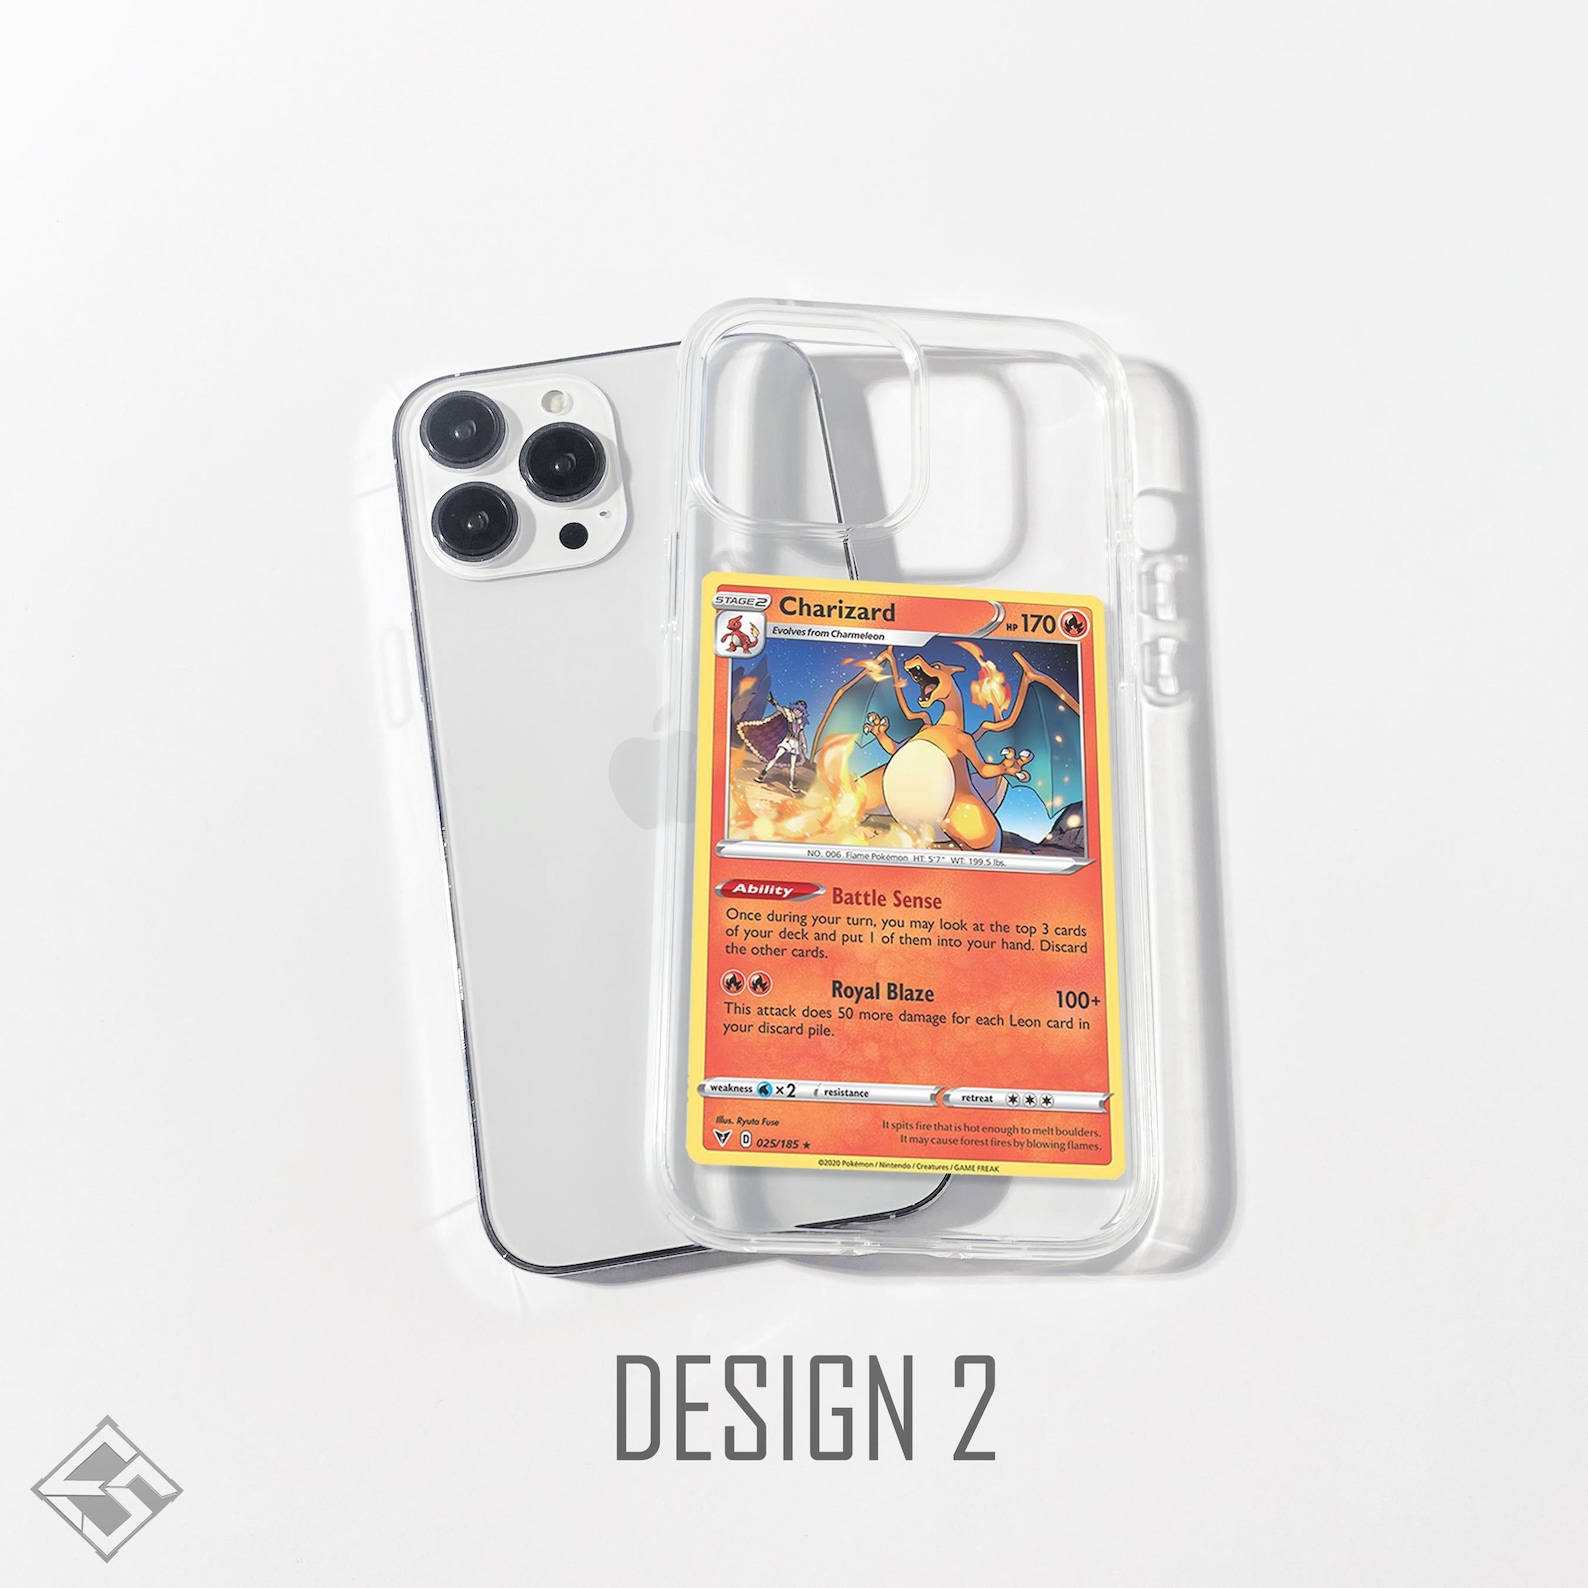 STAGE 2
Charizard
HP 170
Evolves from Charmeleon
NO. 006 Flame Pokémon HT: 5'7" WT: 199.5 lbs.
Ability Battle Sense
Once during your turn, you may look at the top 3 cards
of your deck and put 1 of them into your hand. Discard
the other cards.
Royal Blaze 100+
This attack does 50 more damage for each Leon card in
your discard pile.
weakness ×2 resistance retreat
Illus. Ryuta Fuse
D 025/185 ★
It spits fire that is hot enough to melt boulders.
It may cause forest fires by blowing flames.
©2020 Pokémon / Nintendo / Creatures / GAME FREAK
DESIGN 2